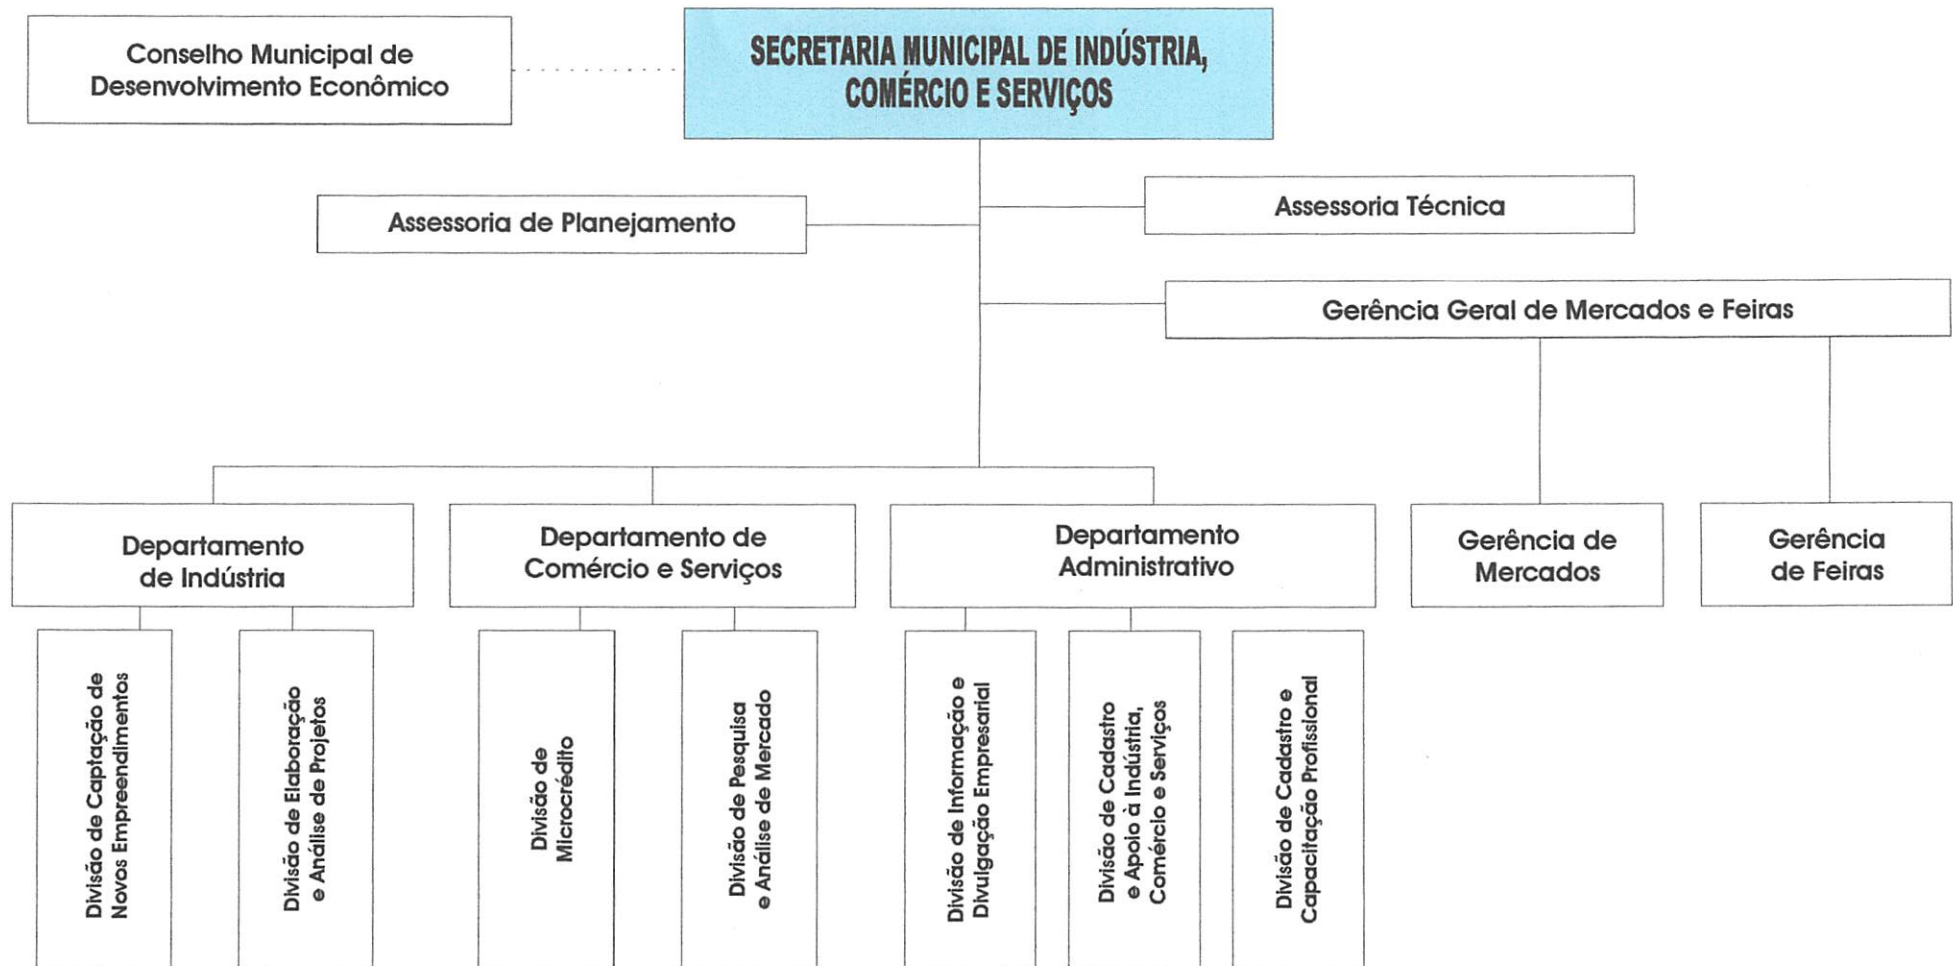 Conselho Municipal de
Desenvolvimento Econômico
SECRETARIA MUNICIPAL DE INDÚSTRIA,
COMÉRCIO E SERVIÇOS
Assessoria de Planejamento
Assessoria Técnica
Gerência Geral de Mercados e Feiras
Departamento
de Indústria
Departamento de
Comércio e Serviços
Departamento
Administrativo
Gerência de
Mercados
Gerência
de Feiras
Divisão de Captação de
Novos Empreendimentos
Divisão de Elaboração
e Análise de Projetos
Divisão de
Microcrédito
Divisão de Pesquisa
e Análise de Mercado
Divisão de Informação e
Divulgação Empresarial
Divisão de Cadastro
e Apoio à Indústria,
Comércio e Serviços
Divisão de Cadastro e
Capacitação Profissional